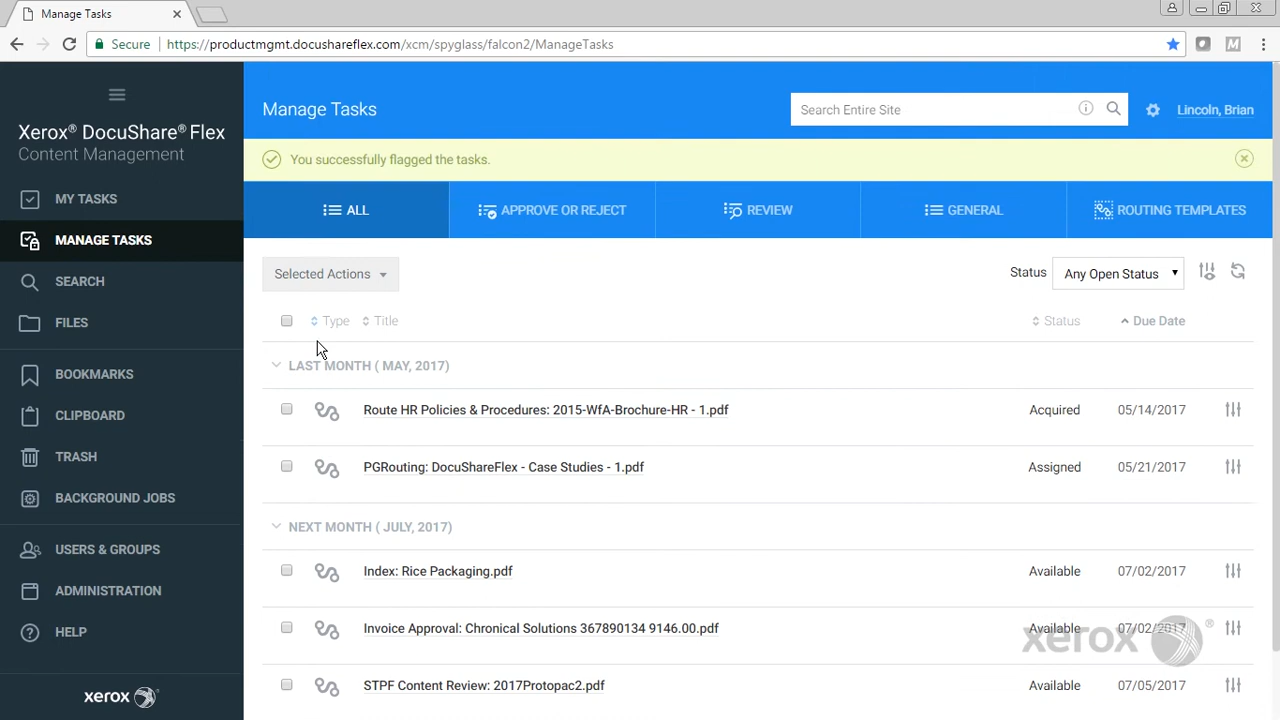 Manage Tasks
Secure https://productmgmt.docushareflex.com/xcm/spyglass/falcon2/ManageTasks
Xerox® DocuShare® Flex
Content Management
MY TASKS
MANAGE TASKS
SEARCH
FILES
BOOKMARKS
CLIPBOARD
TRASH
BACKGROUND JOBS
USERS & GROUPS
ADMINISTRATION
HELP
xerox
Manage Tasks
Search Entire Site
Lincoln, Brian
You successfully flagged the tasks.
ALL
APPROVE OR REJECT
REVIEW
GENERAL
ROUTING TEMPLATES
Selected Actions
Status Any Open Status
Type Title Status Due Date
LAST MONTH ( MAY, 2017)
Route HR Policies & Procedures: 2015-WfA-Brochure-HR - 1.pdf Acquired 05/14/2017
PGRouting: DocuShareFlex - Case Studies - 1.pdf Assigned 05/21/2017
NEXT MONTH ( JULY, 2017)
Index: Rice Packaging.pdf Available 07/02/2017
Invoice Approval: Chronical Solutions 367890134 9146.00.pdf Available 07/02/2017
xerox ®
STPF Content Review: 2017Protopac2.pdf Available 07/05/2017